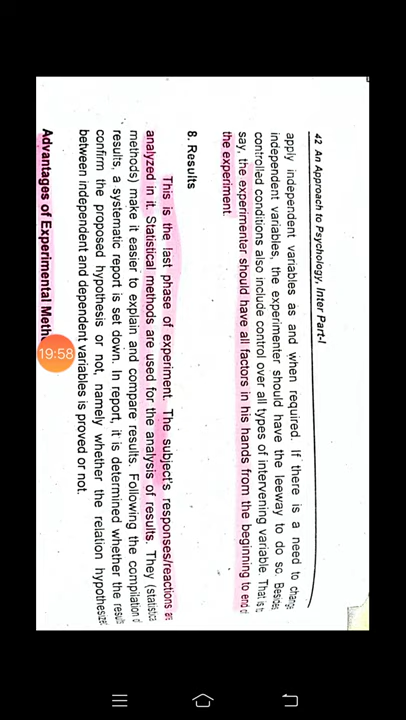 42 An Approach to Psychology, Inter Part-I
apply independent variables as and when required. If there is a need to change
independent variables, the experimenter should have the leeway to do so. Besides
controlled conditions also include control over all types of intervening variable. That is t
say, the experimenter should have all factors in his hands from the beginning to end o
the experiment.
8. Results
This is the last phase of experiment. The subject's responses/reactions are
analyzed in it. Statistical methods are used for the analysis of results. They (statistica
methods) make it easier to explain and compare results. Following the compilation o
results, a systematic report is set down. In report, it is determined whether the results
confirm the proposed hypothesis or not, namely whether the relation hypothesized
between independent and dependent variables is proved or not.
Advantages of Experimental Meth
19:58